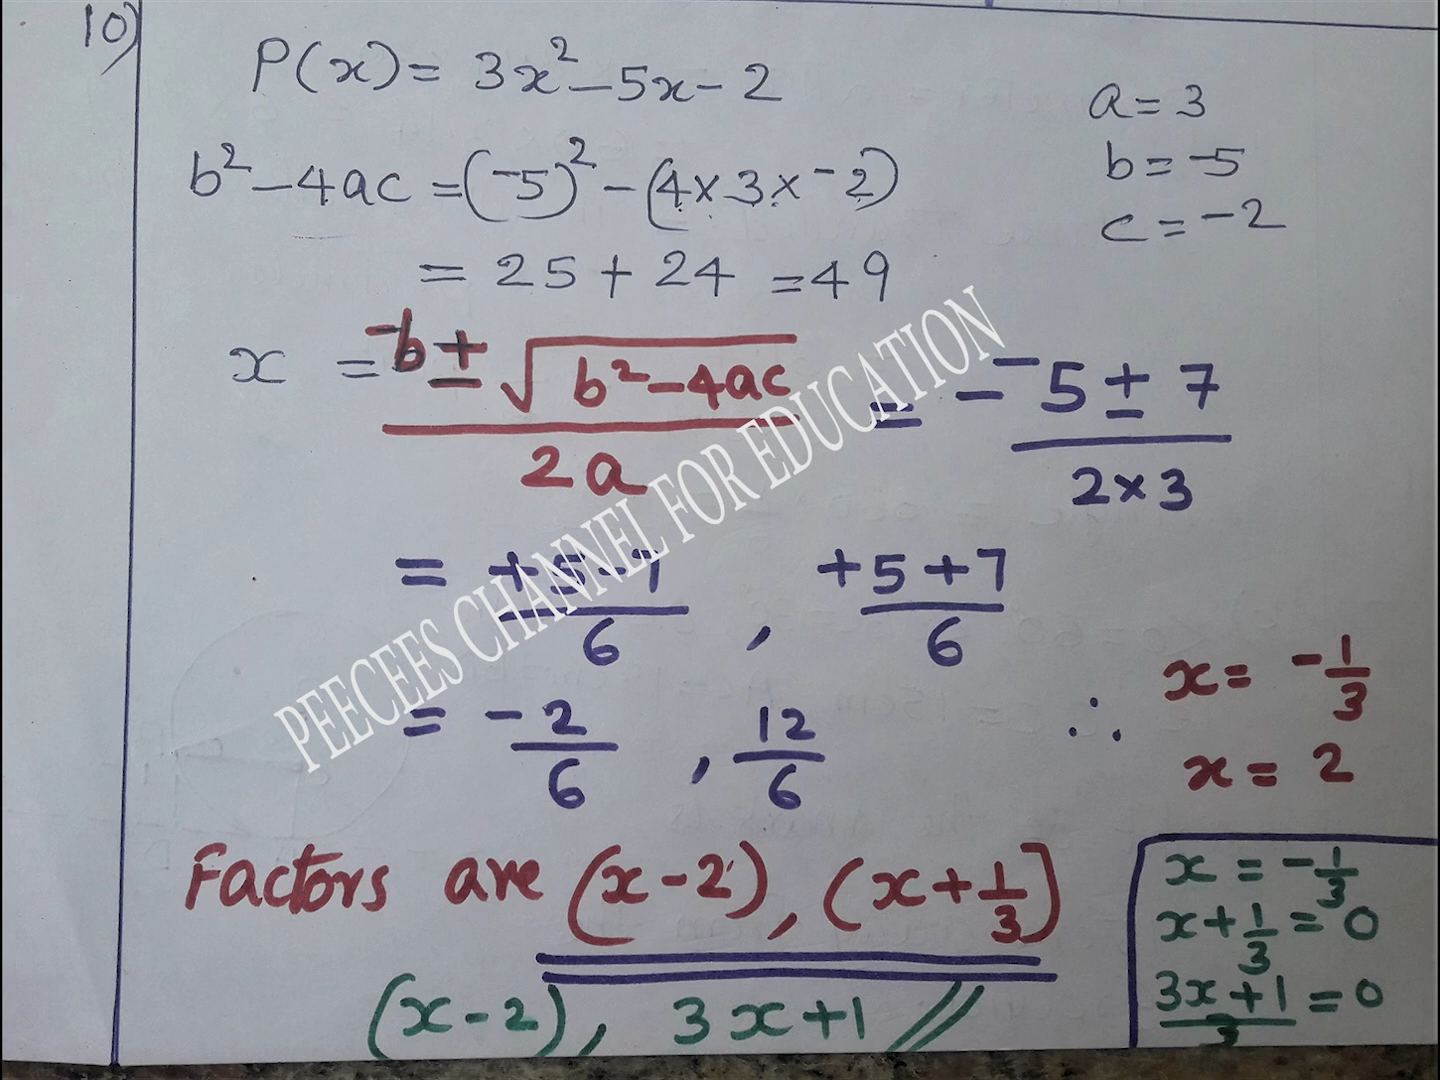 10)
P(x) = 3x² - 5x - 2
a = 3
b² - 4ac = (-5)² - (4 x 3 x -2)
b = -5
c = -2
= 25 + 24 = 49
x = -b ± √b² - 4ac / 2a = - -5 ± 7 / 2 x 3
= +5-7 / 6 , +5+7 / 6
= -2/6 , 12/6 ∴ x = -1/3
x = 2
Factors are (x-2), (x+1/3]
(x-2), 3x+1 //
x = -1/3
x + 1/3 = 0
3x+1 / 3 = 0
PEECEES CHANNEL FOR EDUCATION